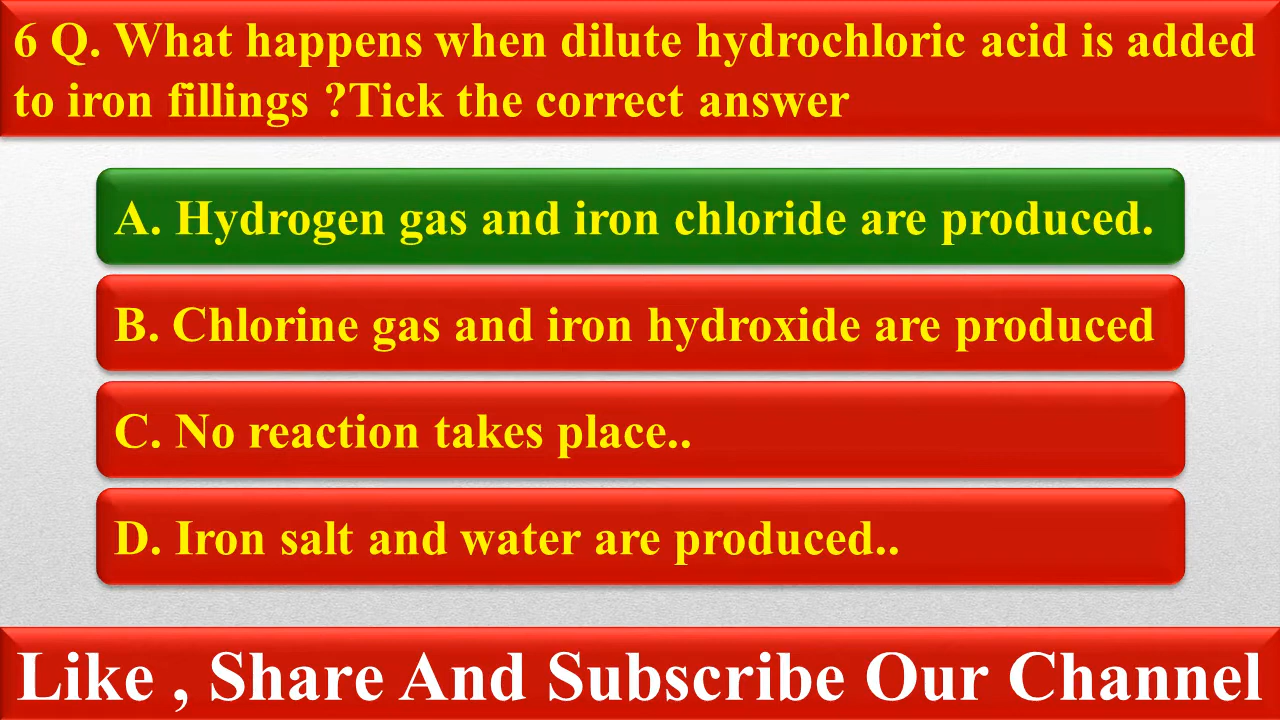 6 Q. What happens when dilute hydrochloric acid is added
to iron fillings ?Tick the correct answer
A. Hydrogen gas and iron chloride are produced.
B. Chlorine gas and iron hydroxide are produced
C. No reaction takes place..
D. Iron salt and water are produced..
Like , Share And Subscribe Our Channel